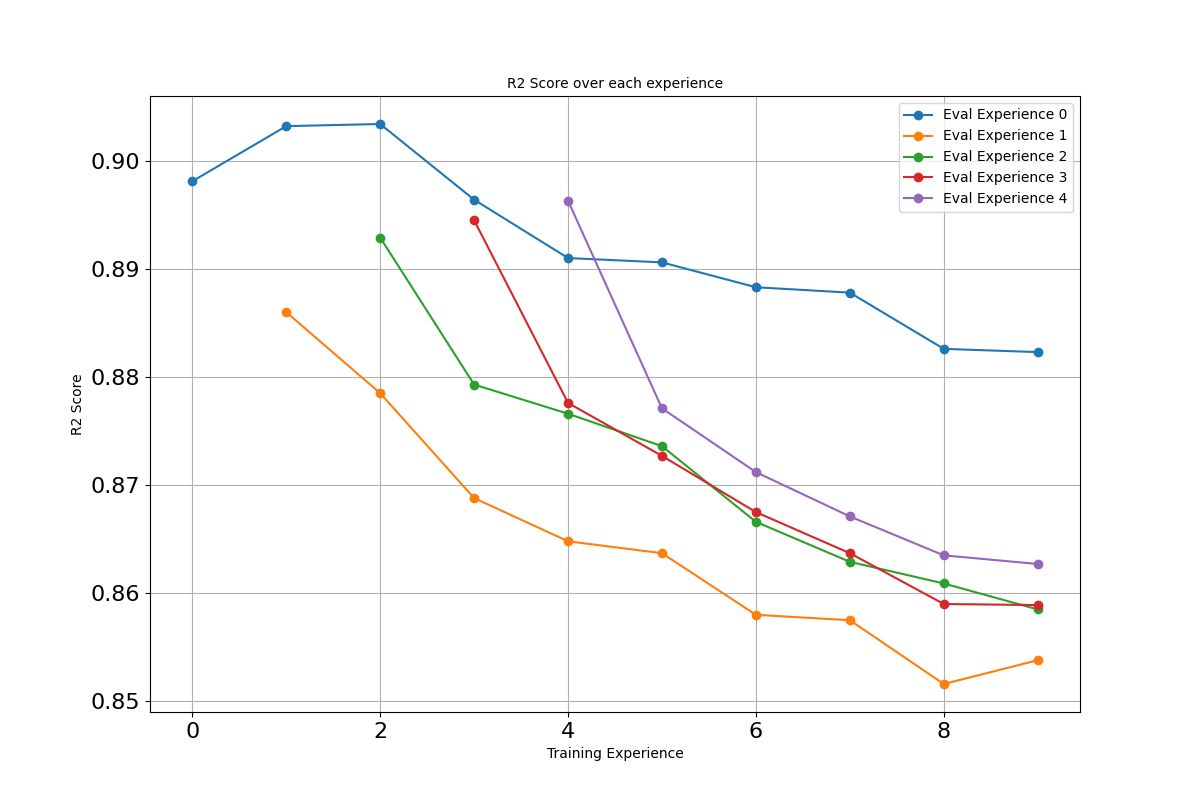 R2 Score over each experience
Eval Experience 0
Eval Experience 1
Eval Experience 2
Eval Experience 3
Eval Experience 4
0.90
0.89
0.88
0.87
0.86
0.85
R2 Score
0 2 4 6 8
Training Experience